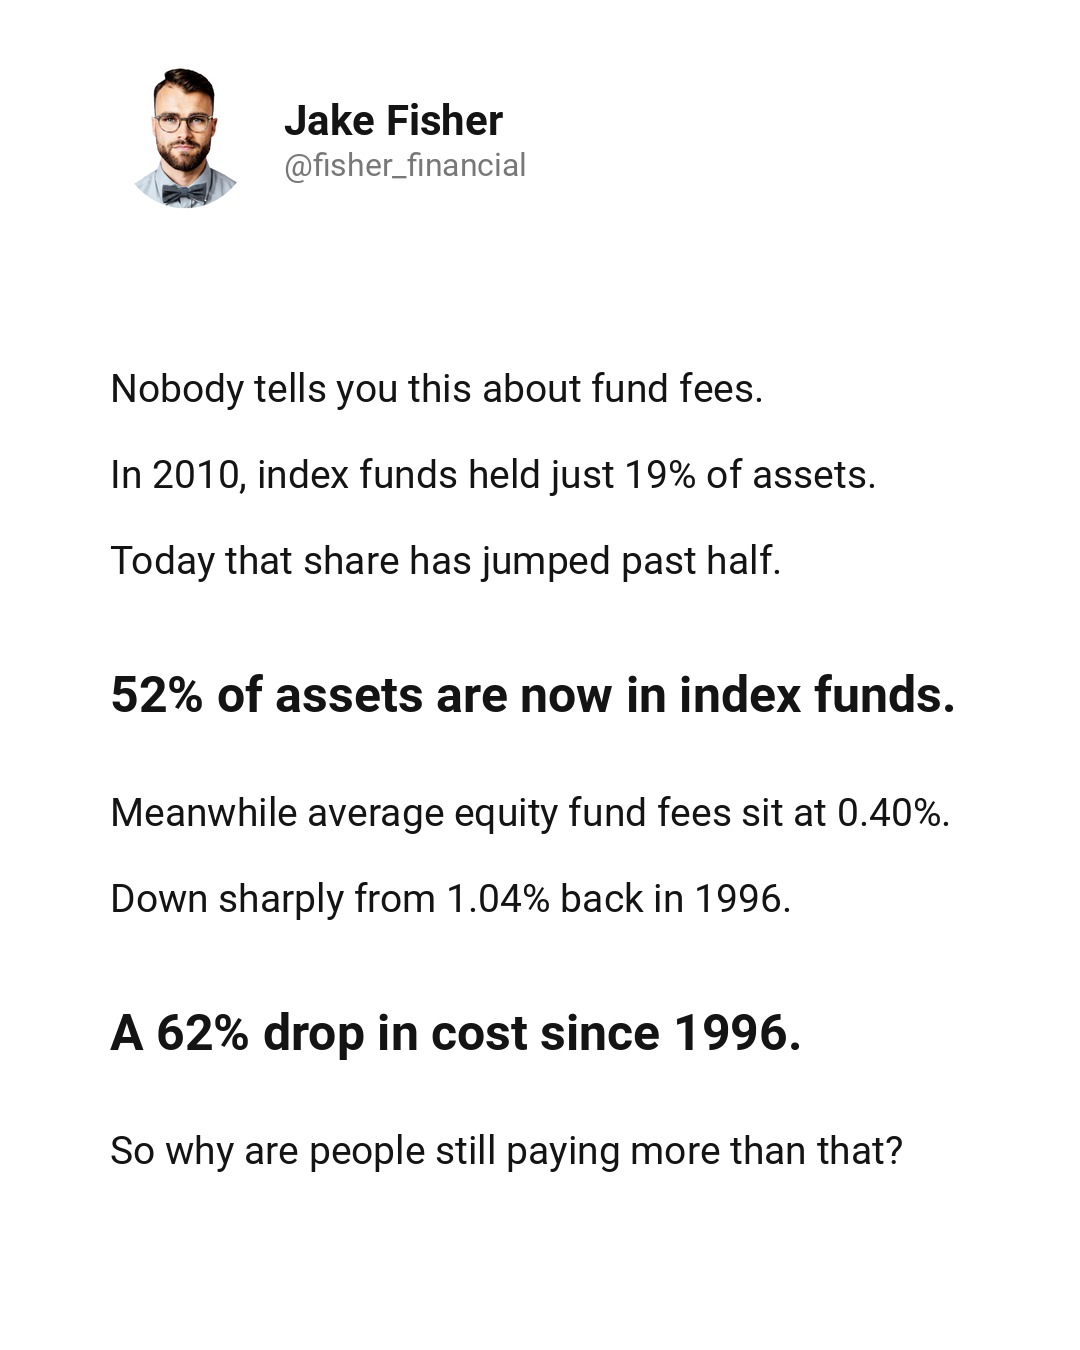 Jake Fisher
@fisher_financial
Nobody tells you this about fund fees.
In 2010, index funds held just 19% of assets.
Today that share has jumped past half.
52% of assets are now in index funds.
Meanwhile average equity fund fees sit at 0.40%.
Down sharply from 1.04% back in 1996.
A 62% drop in cost since 1996.
So why are people still paying more than that?